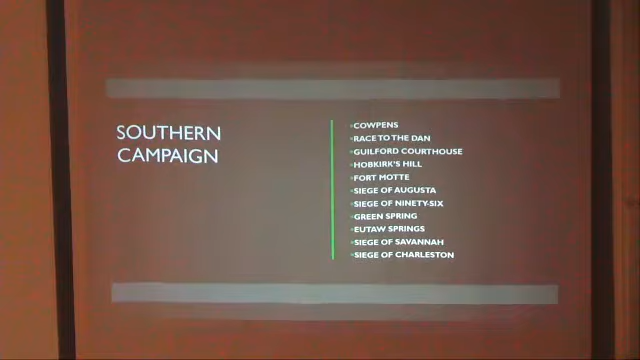 SOUTHERN
CAMPAIGN
COWPENS
RACE TO THE DAN
GUILFORD COURTHOUSE
HOBKIRK'S HILL
FORT MOTTE
SIEGE OF AUGUSTA
SIEGE OF NINETY-SIX
GREEN SPRING
EUTAW SPRINGS
SIEGE OF SAVANNAH
SIEGE OF CHARLESTON